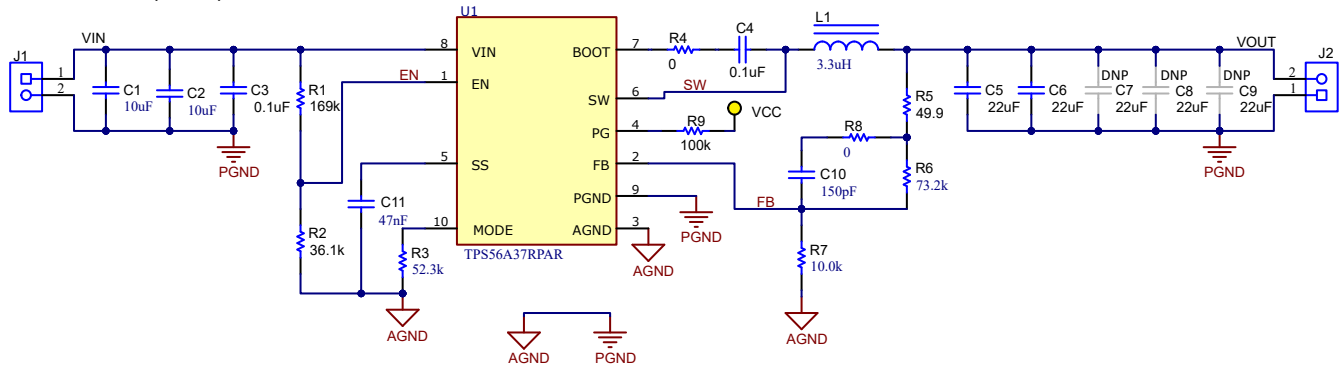 U1
J1
VIN
1
2
C1
10uF
C2
10uF
C3
0.1uF
PGND
R1
169k
EN
R2
36.1k
C11
47nF
R3
52.3k
AGND
8
VIN
1
EN
5
SS
10
MODE
BOOT
7
SW
6
PG
4
FB
2
PGND
9
AGND
3
TPS56A37RPAR
R4
0
C4
0.1uF
SW
L1
3.3uH
R9
100k
VCC
PGND
AGND
FB
R8
0
C10
150pF
R5
49.9
R6
73.2k
R7
10.0k
AGND
C5
22uF
C6
22uF
DNP
C7
22uF
DNP
C8
22uF
DNP
C9
22uF
PGND
VOUT
J2
2
1
AGND
PGND